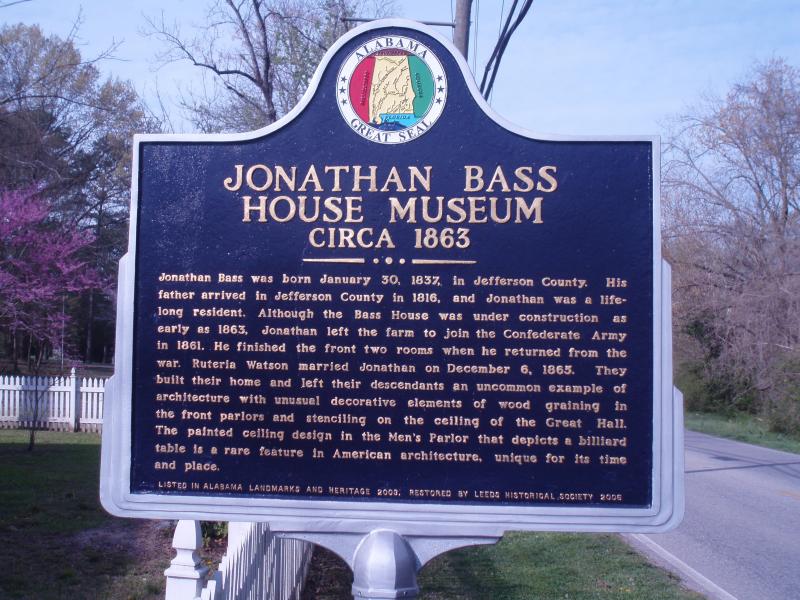 ALABAMA
FLORIDA
GREAT SEAL
JONATHAN BASS
HOUSE MUSEUM
CIRCA 1863
Jonathan Bass was born January 30, 1837, in Jefferson County. His
father arrived in Jefferson County in 1816, and Jonathan was a life-
long resident. Although the Bass House was under construction as
early as 1863, Jonathan left the farm to join the Confederate Army
in 1861. He finished the front two rooms when he returned from the
war. Ruteria Watson married Jonathan on December 6, 1865. They
built their home and left their descendants an uncommon example of
architecture with unusual decorative elements of wood graining in
the front parlors and stenciling on the ceiling of the Great Hall.
The painted ceiling design in the Men's Parlor that depicts a billiard
table is a rare feature in American architecture, unique for its time
and place.
LISTED IN ALABAMA LANDMARKS AND HERITAGE 2003. RESTORED BY LEEDS HISTORICAL SOCIETY 2006